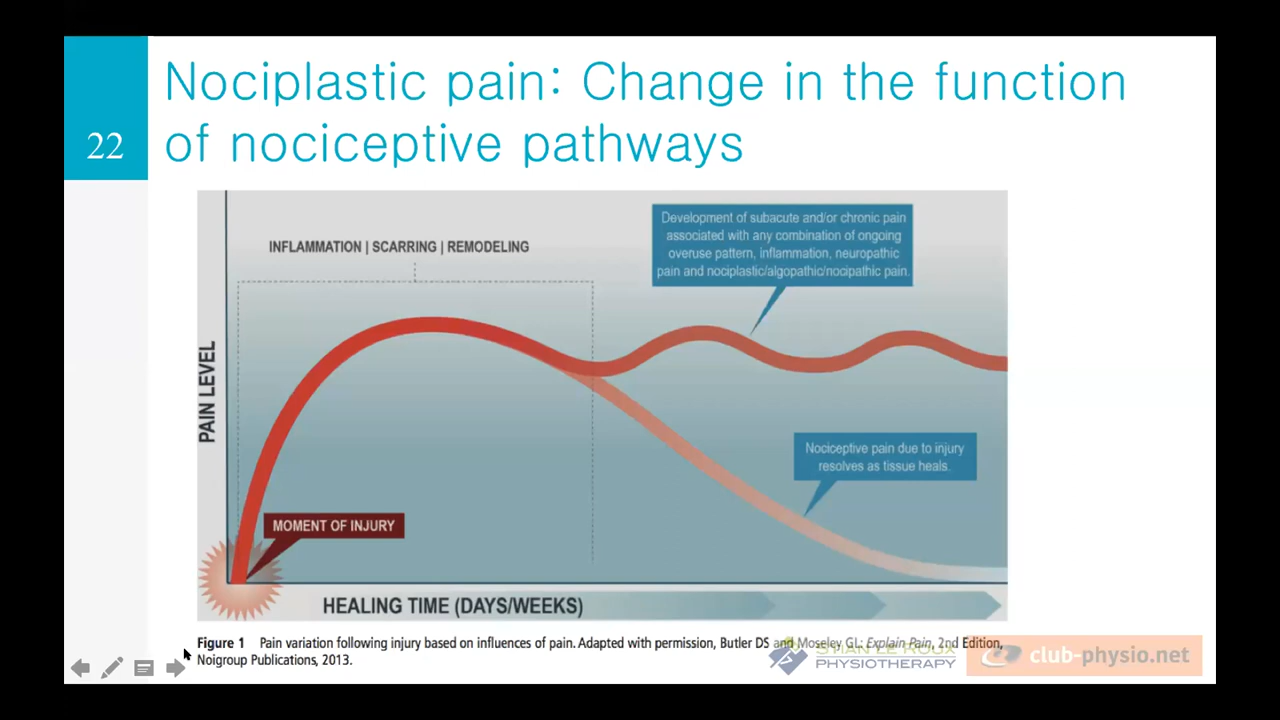 Nociplastic pain: Change in the function
of nociceptive pathways
22
INFLAMMATION | SCARRING | REMODELING
Development of subacute and/or chronic pain
associated with any combination of ongoing
overuse pattern, inflammation, neuropathic
pain and nociplastic/algopathic/nocipathic pain.
PAIN LEVEL
Nociceptive pain due to injury
resolves as tissue heals.
MOMENT OF INJURY
HEALING TIME (DAYS/WEEKS)
Figure 1 Pain variation following injury based on influences of pain. Adapted with permission, Butler DS and Moseley GL: Explain Pain, 2nd Edition,
Noigroup Publications, 2013.
STIAN LE ROUX
PHYSIOTHERAPY
club-physio.net